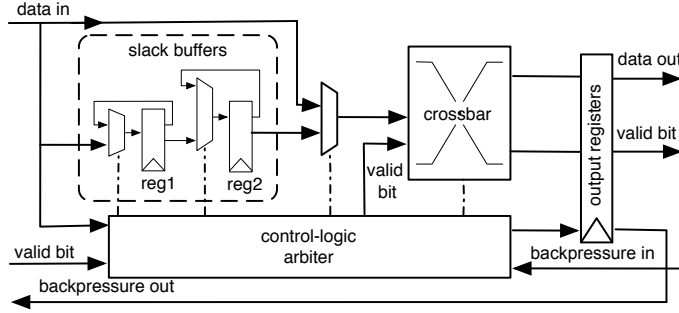 data in
slack buffers
reg1
reg2
crossbar
valid
bit
output registers
data out
valid bit
valid bit
control-logic
arbiter
backpressure in
backpressure out